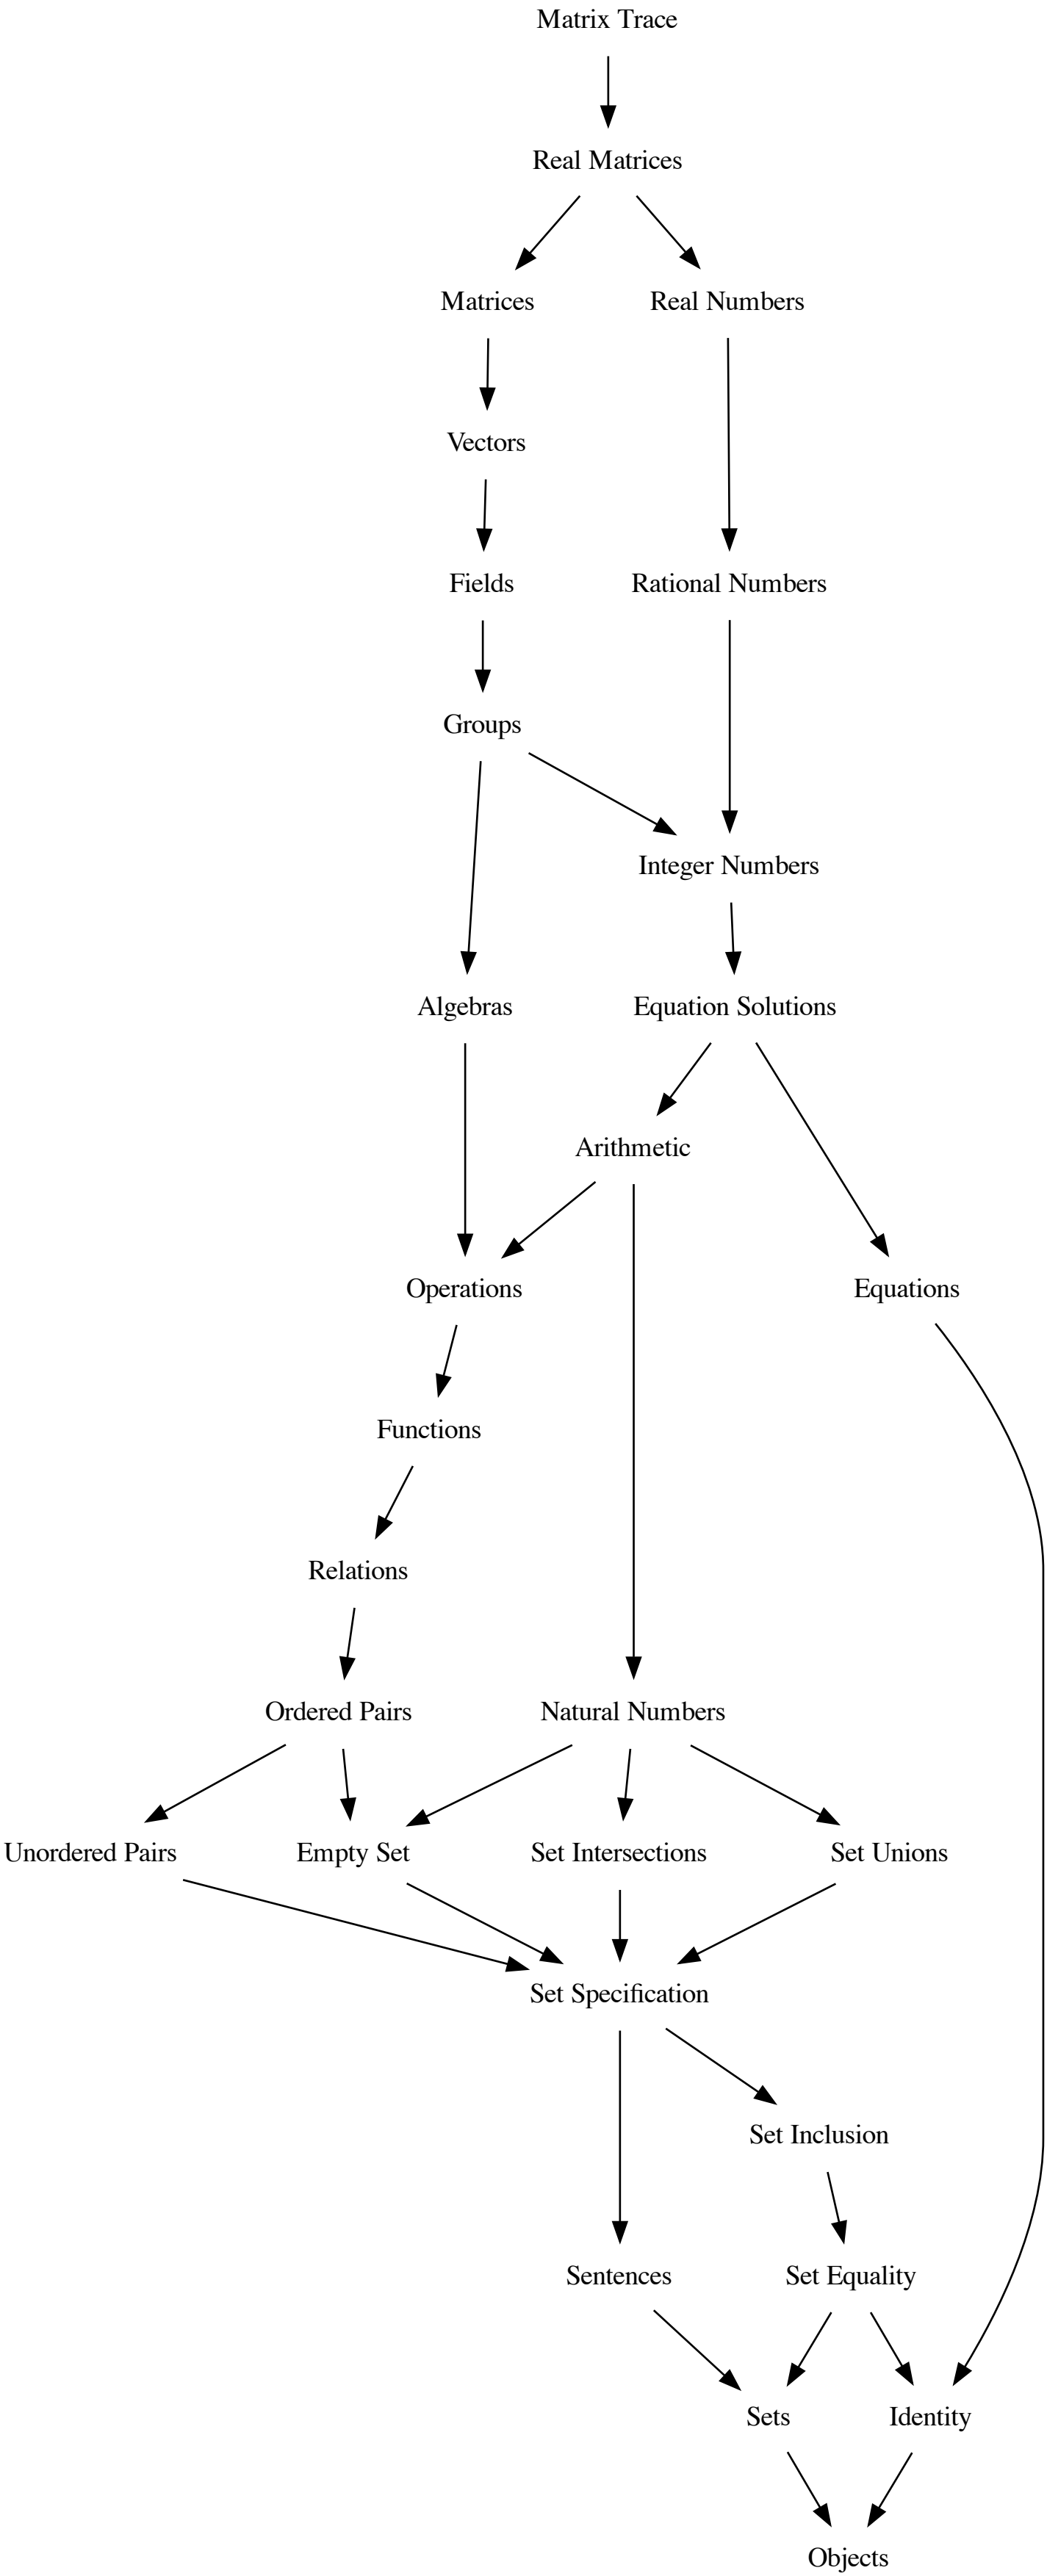 Matrix Trace
Real Matrices
Matrices
Real Numbers
Vectors
Fields
Rational Numbers
Groups
Integer Numbers
Algebras
Equation Solutions
Arithmetic
Operations
Equations
Functions
Relations
Ordered Pairs
Natural Numbers
Unordered Pairs
Empty Set
Set Intersections
Set Unions
Set Specification
Set Inclusion
Sentences
Set Equality
Sets
Identity
Objects